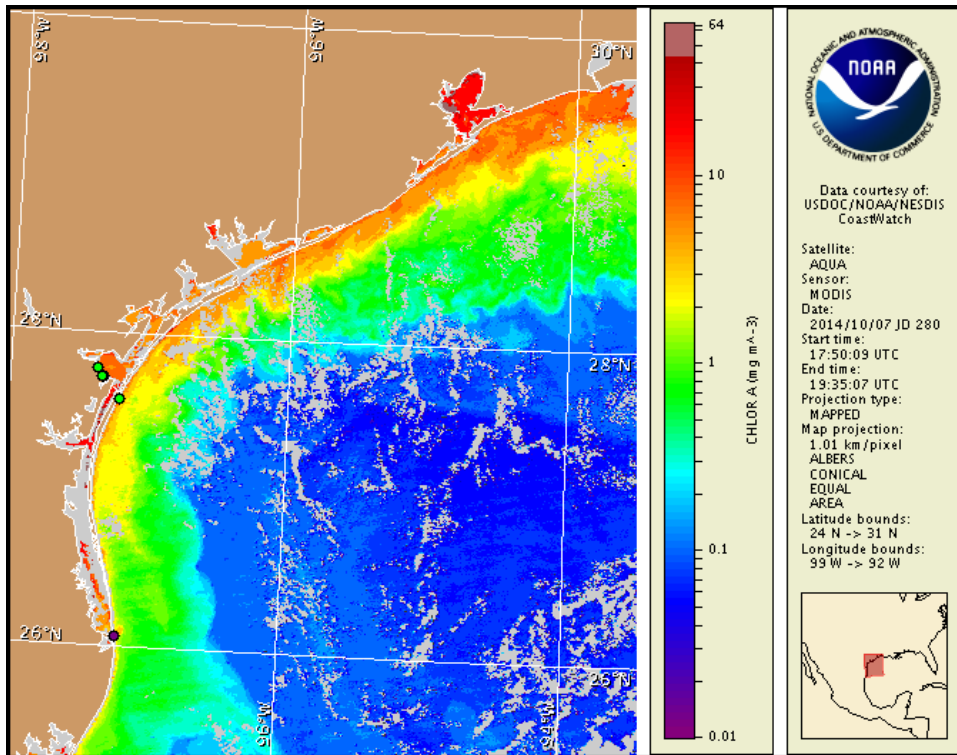 98°W
96°W
30°N
28°N
28°N
26°N
26°N
96°W
94°W
64
10
1
0.1
0.01
CHLOR A (mg m^-3)
NATIONAL OCEANIC AND ATMOSPHERIC ADMINISTRATION
NOAA
U.S. DEPARTMENT OF COMMERCE
Data courtesy of:
USDOC/NOAA/NESDIS
CoastWatch
Satellite:
AQUA
Sensor:
MODIS
Date:
2014/10/07 JD 280
Start time:
17:50:09 UTC
End time:
19:35:07 UTC
Projection type:
MAPPED
Map projection:
1.01 km/pixel
ALBERS
CONICAL
EQUAL
AREA
Latitude bounds:
24 N -> 31 N
Longitude bounds:
99 W -> 92 W